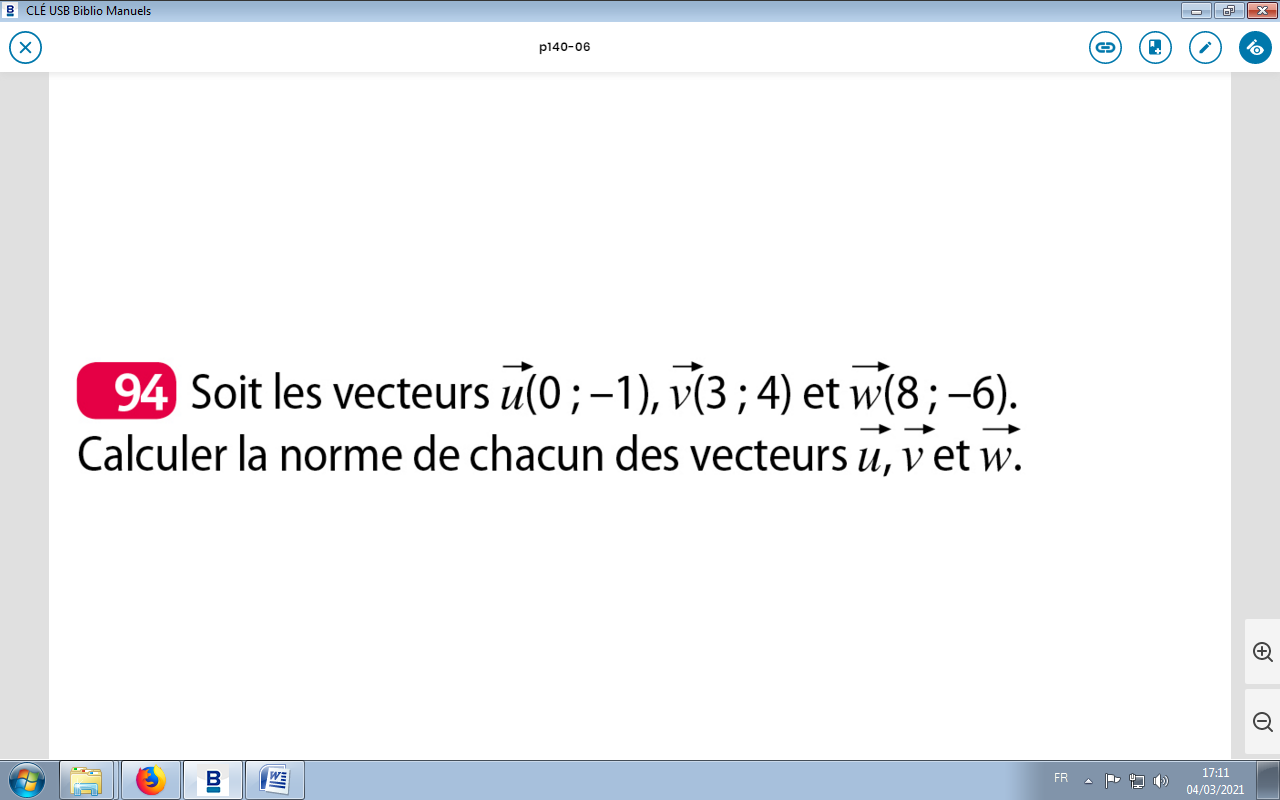 CLÉ USB Biblio Manuels
p140-06
94 Soit les vecteurs u(0 ; –1), v(3 ; 4) et w(8 ; –6).
Calculer la norme de chacun des vecteurs u, v et w.
FR
17:11
04/03/2021